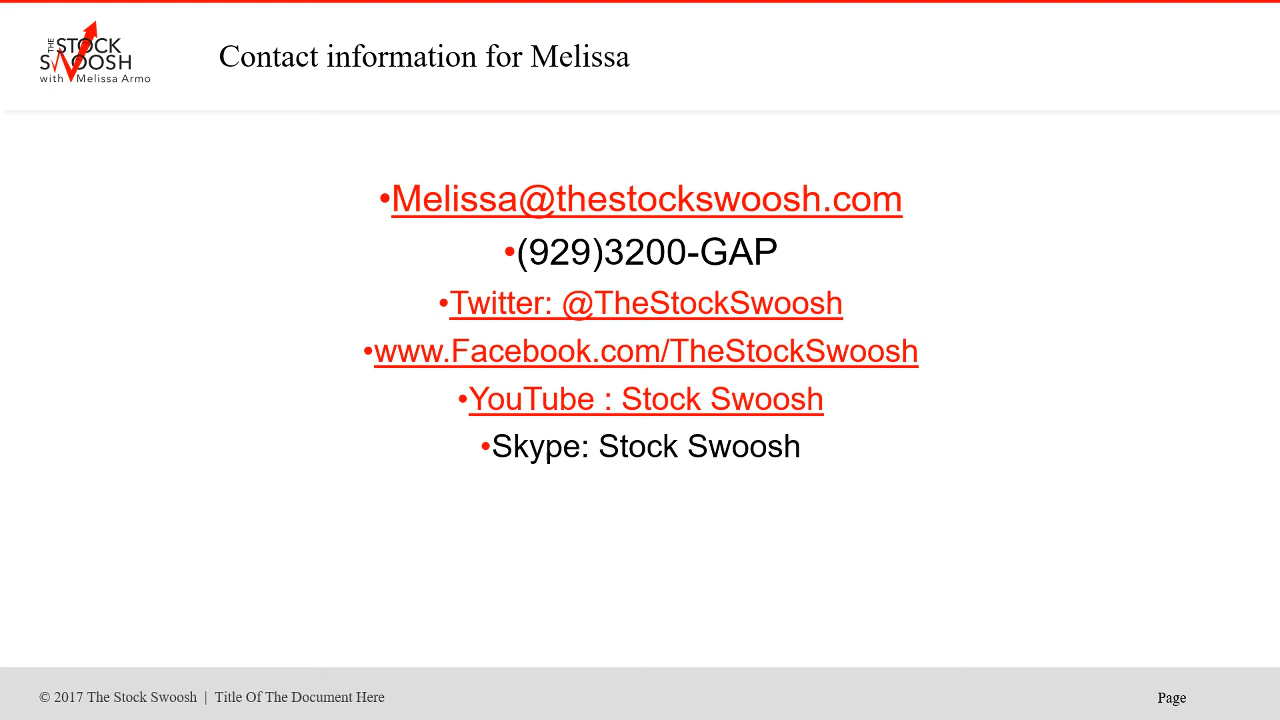 THE STOCK
SWOOSH
with Melissa Armo
Contact information for Melissa
•Melissa@thestockswoosh.com
•(929)3200-GAP
•Twitter: @TheStockSwoosh
•www.Facebook.com/TheStockSwoosh
•YouTube : Stock Swoosh
•Skype: Stock Swoosh
© 2017 The Stock Swoosh | Title Of The Document Here
Page